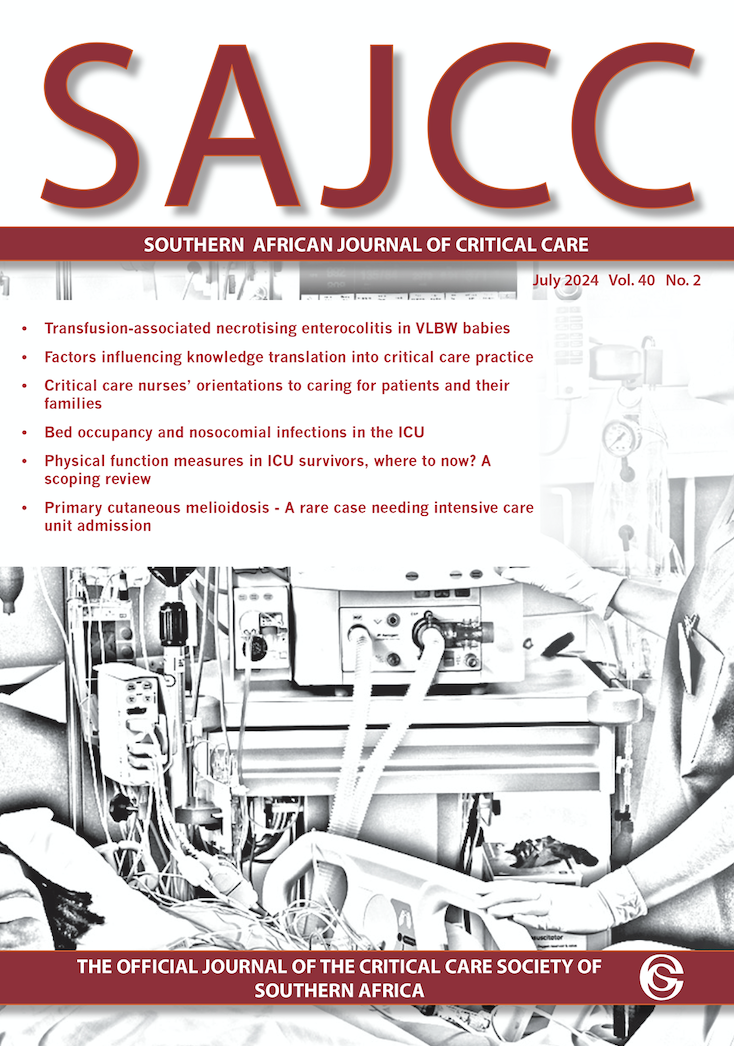 SAJCC
SOUTHERN AFRICAN JOURNAL OF CRITICAL CARE
July 2024 Vol. 40 No. 2
• Transfusion-associated necrotising enterocolitis in VLBW babies
• Factors influencing knowledge translation into critical care practice
• Critical care nurses’ orientations to caring for patients and their
families
• Bed occupancy and nosocomial infections in the ICU
• Physical function measures in ICU survivors, where to now? A
scoping review
• Primary cutaneous melioidosis - A rare case needing intensive care
unit admission
THE OFFICIAL JOURNAL OF THE CRITICAL CARE SOCIETY OF
SOUTHERN AFRICA